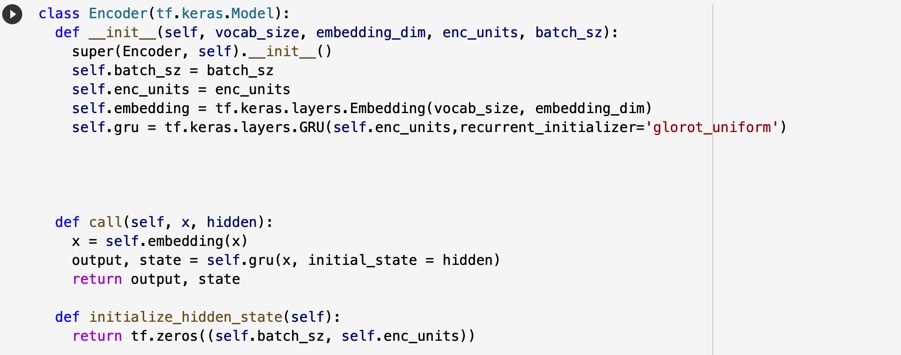 class Encoder(tf.keras.Model):
  def __init__(self, vocab_size, embedding_dim, enc_units, batch_sz):
    super(Encoder, self).__init__()
    self.batch_sz = batch_sz
    self.enc_units = enc_units
    self.embedding = tf.keras.layers.Embedding(vocab_size, embedding_dim)
    self.gru = tf.keras.layers.GRU(self.enc_units,recurrent_initializer='glorot_uniform')
  def call(self, x, hidden):
    x = self.embedding(x)
    output, state = self.gru(x, initial_state = hidden)
    return output, state
  def initialize_hidden_state(self):
    return tf.zeros((self.batch_sz, self.enc_units))